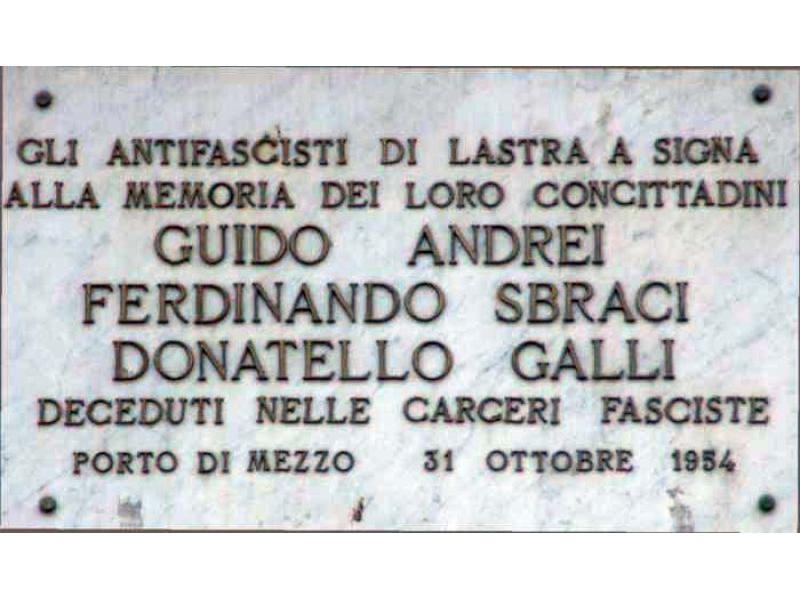 GLI ANTIFASCISTI DI LASTRA A SIGNA
ALLA MEMORIA DEI LORO CONCITTADINI
GUIDO ANDREI
FERDINANDO SBRACI
DONATELLO GALLI
DECEDUTI NELLE CARCERI FASCISTE
PORTO DI MEZZO 31 OTTOBRE 1954